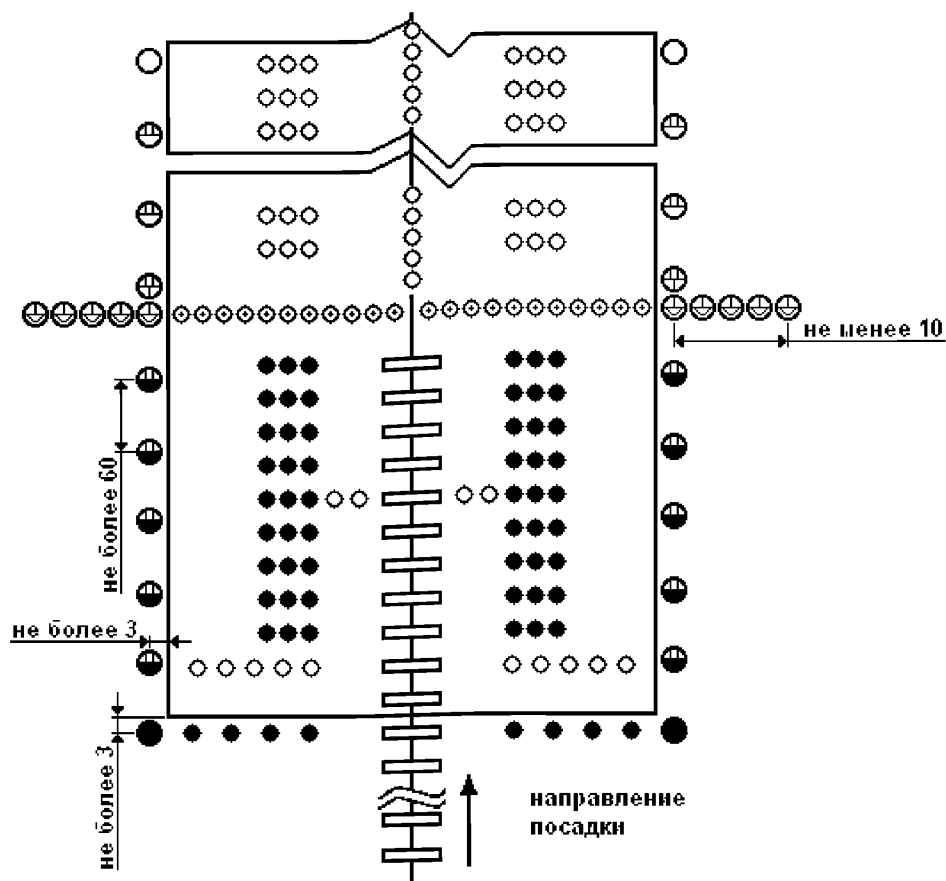 не менее 10
не более 60
не более 3
не более 3
направление
посадки